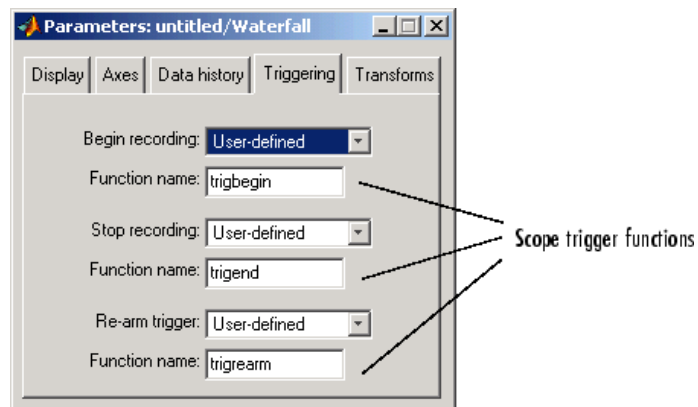 Parameters: untitled/Waterfall
Display Axes Data history Triggering Transforms
Begin recording: User-defined
Function name: trigbegin
Stop recording: User-defined
Function name: trigend
Re-arm trigger: User-defined
Function name: trigrearm
Scope trigger functions